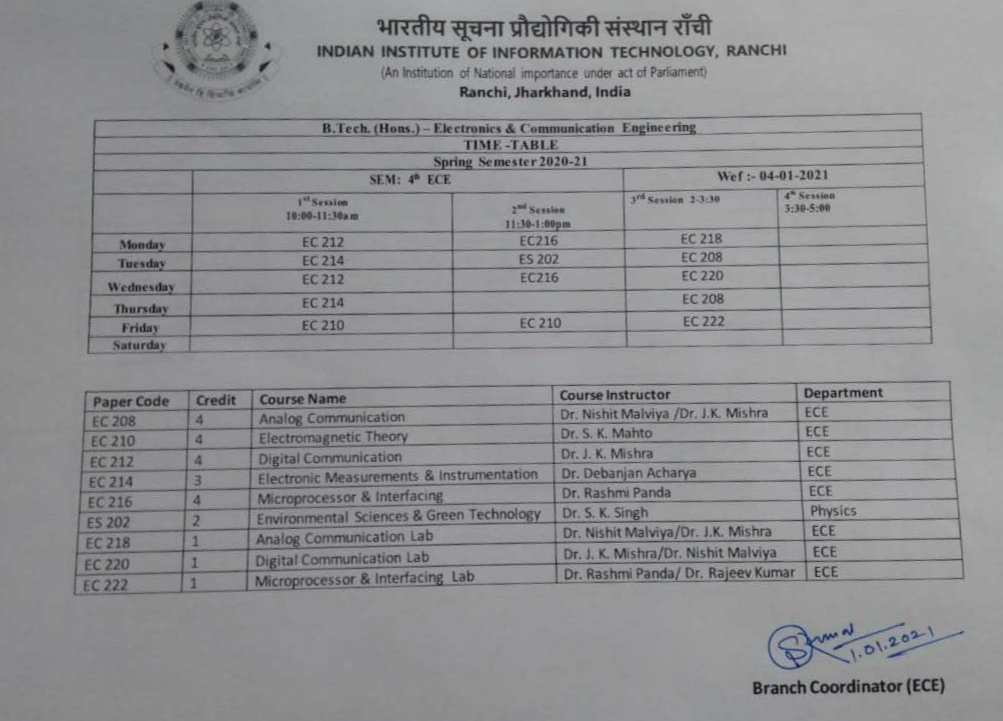 भारतीय सूचना प्रौद्योगिकी संस्थान राँची
INDIAN INSTITUTE OF INFORMATION TECHNOLOGY, RANCHI
(An Institution of National importance under act of Parliament)
Ranchi, Jharkhand, India
B.Tech. (Hons.) – Electronics & Communication Engineering
TIME -TABLE
Spring Semester 2020-21
SEM: 4th ECE Wef :- 04-01-2021
1st Session 10:00-11:30am 2nd Session 11:30-1:00pm 3rd Session 2-3:30 4th Session 3:30-5:00
Monday EC 212 EC216 EC 218
Tuesday EC 214 ES 202 EC 208
Wednesday EC 212 EC216 EC 220
Thursday EC 214 EC 208
Friday EC 210 EC 210 EC 222
Saturday
Paper Code Credit Course Name Course Instructor Department
EC 208 4 Analog Communication Dr. Nishit Malviya /Dr. J.K. Mishra ECE
EC 210 4 Electromagnetic Theory Dr. S. K. Mahto ECE
EC 212 4 Digital Communication Dr. J. K. Mishra ECE
EC 214 3 Electronic Measurements & Instrumentation Dr. Debanjan Acharya ECE
EC 216 4 Microprocessor & Interfacing Dr. Rashmi Panda ECE
ES 202 2 Environmental Sciences & Green Technology Dr. S. K. Singh Physics
EC 218 1 Analog Communication Lab Dr. Nishit Malviya/Dr. J.K. Mishra ECE
EC 220 1 Digital Communication Lab Dr. J. K. Mishra/Dr. Nishit Malviya ECE
EC 222 1 Microprocessor & Interfacing Lab Dr. Rashmi Panda/ Dr. Rajeev Kumar ECE
1.01.2021
Branch Coordinator (ECE)